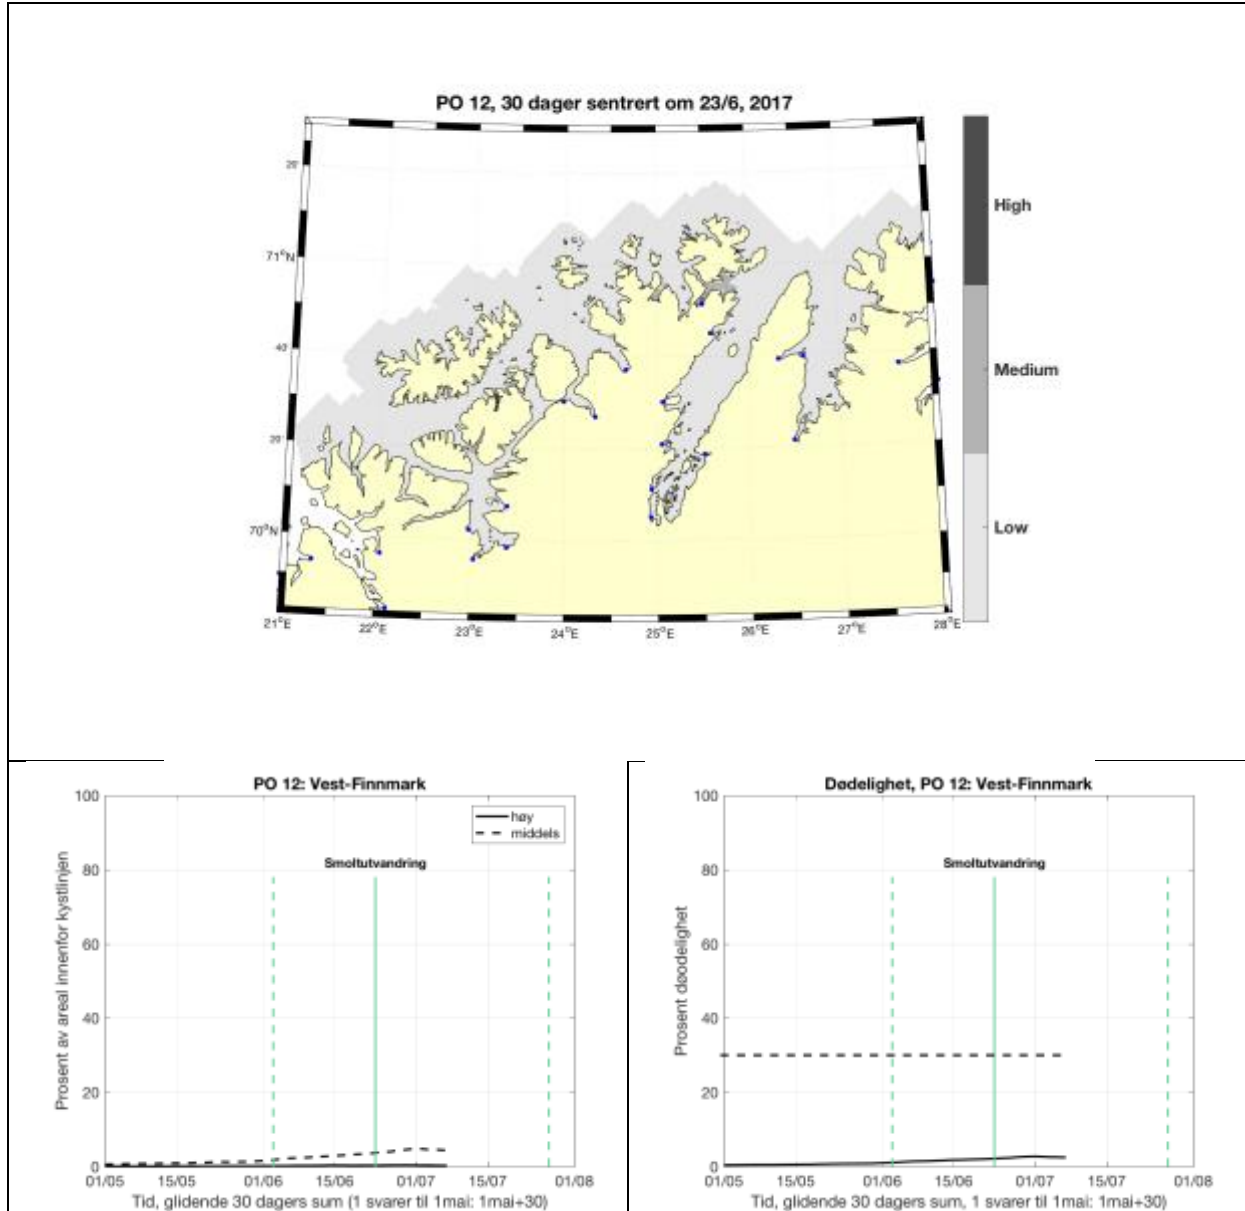 PO 12, 30 dager sentrert om 23/6, 2017
High
Medium
Low
20'
71°N
40'
20'
70°N
21°E
22°E
23°E
24°E
25°E
26°E
27°E
28°E
PO 12: Vest-Finnmark
høy
middels
Smoltutvandring
Prosent av areal innenfor kystlinjen
100
80
60
40
20
0
01/05
15/05
01/06
15/06
01/07
15/07
01/08
Tid, glidende 30 dagers sum (1 svarer til 1mai: 1mai+30)
Dødelighet, PO 12: Vest-Finnmark
Smoltutvandring
Prosent døodelighet
100
80
60
40
20
0
01/05
15/05
01/06
15/06
01/07
15/07
01/08
Tid, glidende 30 dagers sum, 1 svarer til 1mai: 1mai+30)